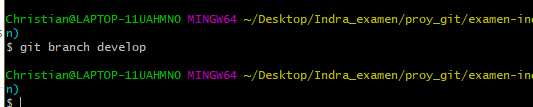 Christian@LAPTOP-11UAHMNO MINGW64 ~/Desktop/Indra_examen/proy_git/examen-in
n)
$ git branch develop
Christian@LAPTOP-11UAHMNO MINGW64 ~/Desktop/Indra_examen/proy_git/examen-in
n)
$